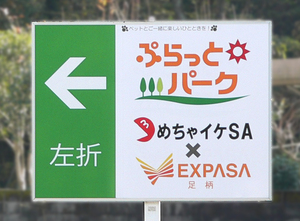 ペットとご一緒に楽しいひとときを!
ぷらっと
パーク
左折
3
めちゃイケSA
×
EXPASA
足柄